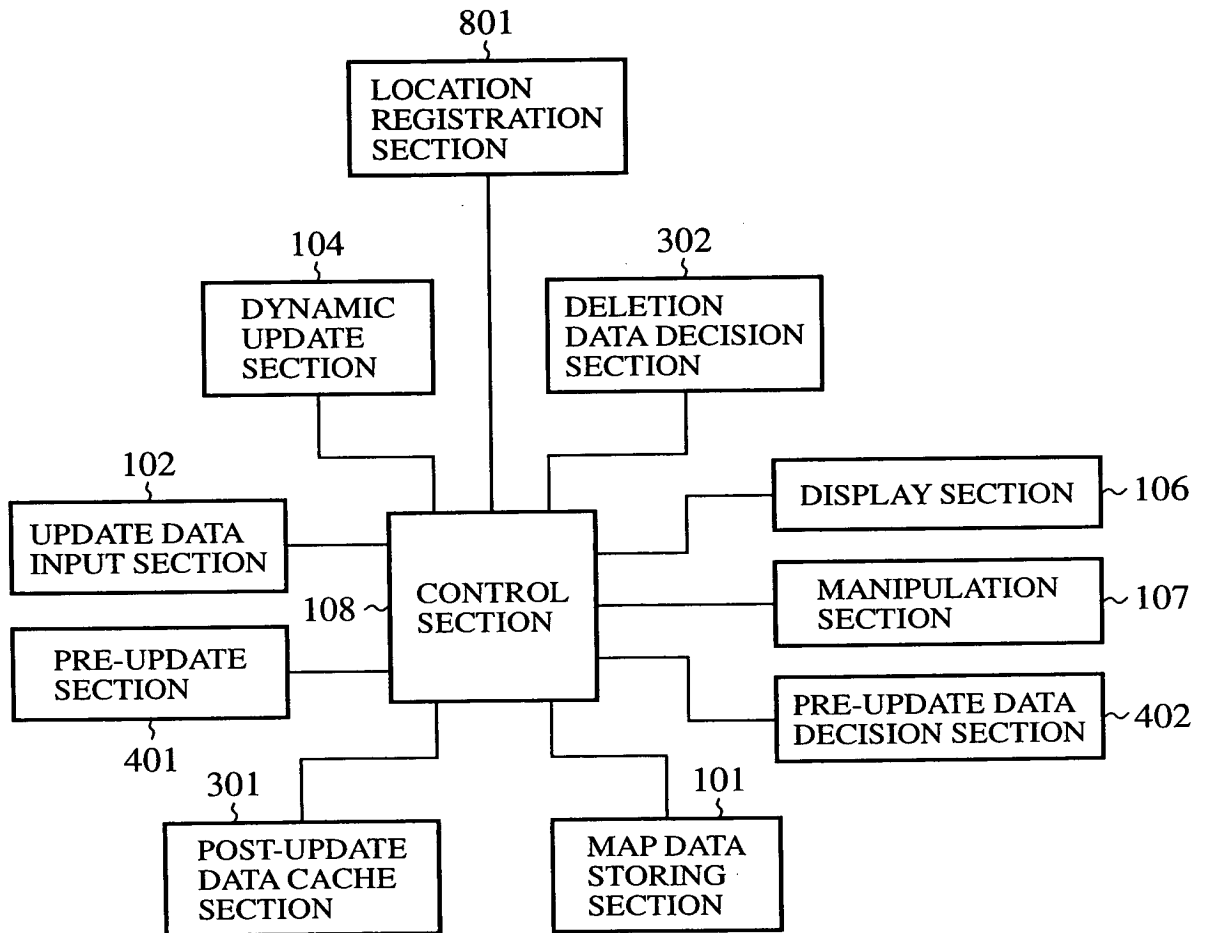 801
LOCATION
REGISTRATION
SECTION
104
DYNAMIC
UPDATE
SECTION
302
DELETION
DATA DECISION
SECTION
102
UPDATE DATA
INPUT SECTION
DISPLAY SECTION
106
108
CONTROL
SECTION
MANIPULATION
SECTION
107
PRE-UPDATE
SECTION
401
PRE-UPDATE DATA
DECISION SECTION
402
301
POST-UPDATE
DATA CACHE
SECTION
101
MAP DATA
STORING
SECTION